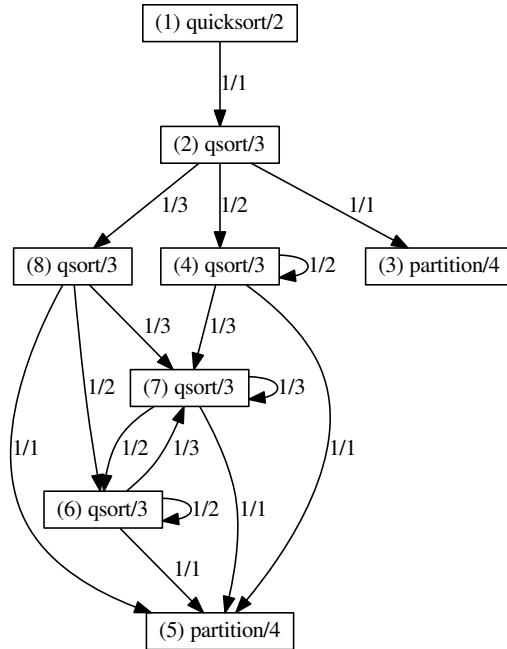 (1) quicksort/2
1/1
(2) qsort/3
1/3
1/2
1/1
(8) qsort/3
(4) qsort/3
1/2
(3) partition/4
1/3
1/3
(7) qsort/3
1/3
1/2
1/2
1/3
1/1
1/1
1/1
(6) qsort/3
1/2
1/1
(5) partition/4